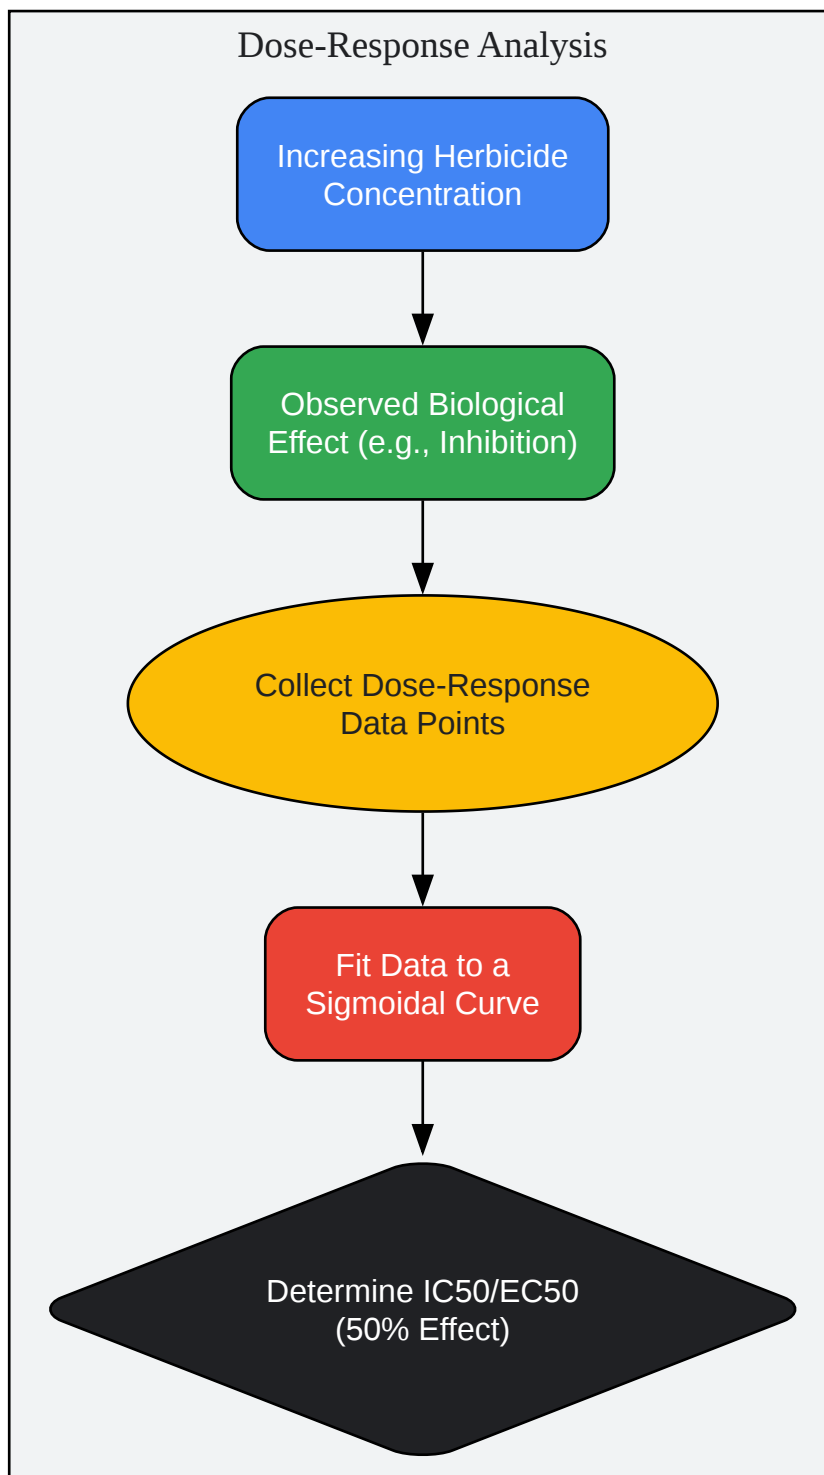 Dose-Response Analysis
Increasing Herbicide
Concentration
Observed Biological
Effect (e.g., Inhibition)
Collect Dose-Response
Data Points
Fit Data to a
Sigmoidal Curve
Determine IC50/EC50
(50% Effect)